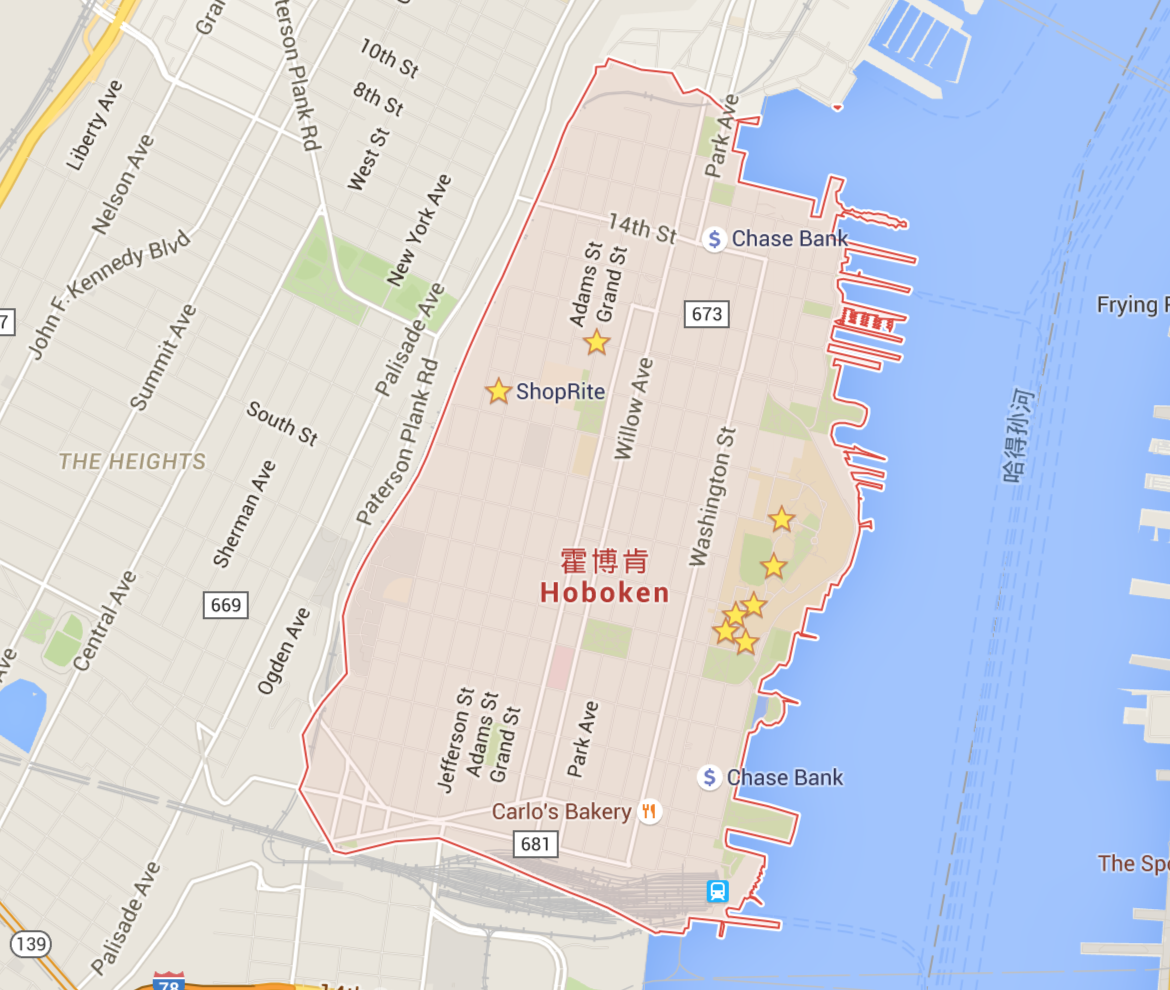 10th St
Paterson Plank Rd
8th St
Liberty Ave
Park Ave
Nelson Ave
West St
New York Ave
14th St
Chase Bank
John F. Kennedy Blvd
Adams St
Grand St
Summit Ave
Palisade Ave
673
7
Frying
ShopRite
Willow Ave
Paterson Plank Rd
South St
Washington St
哈得孙河
THE HEIGHTS
Sherman Ave
霍博肯
Hoboken
669
Central Ave
Ogden Ave
Ave
Jefferson St
Adams St
Grand St
Park Ave
Chase Bank
Carlo's Bakery
681
The
Palisade Ave
139
78